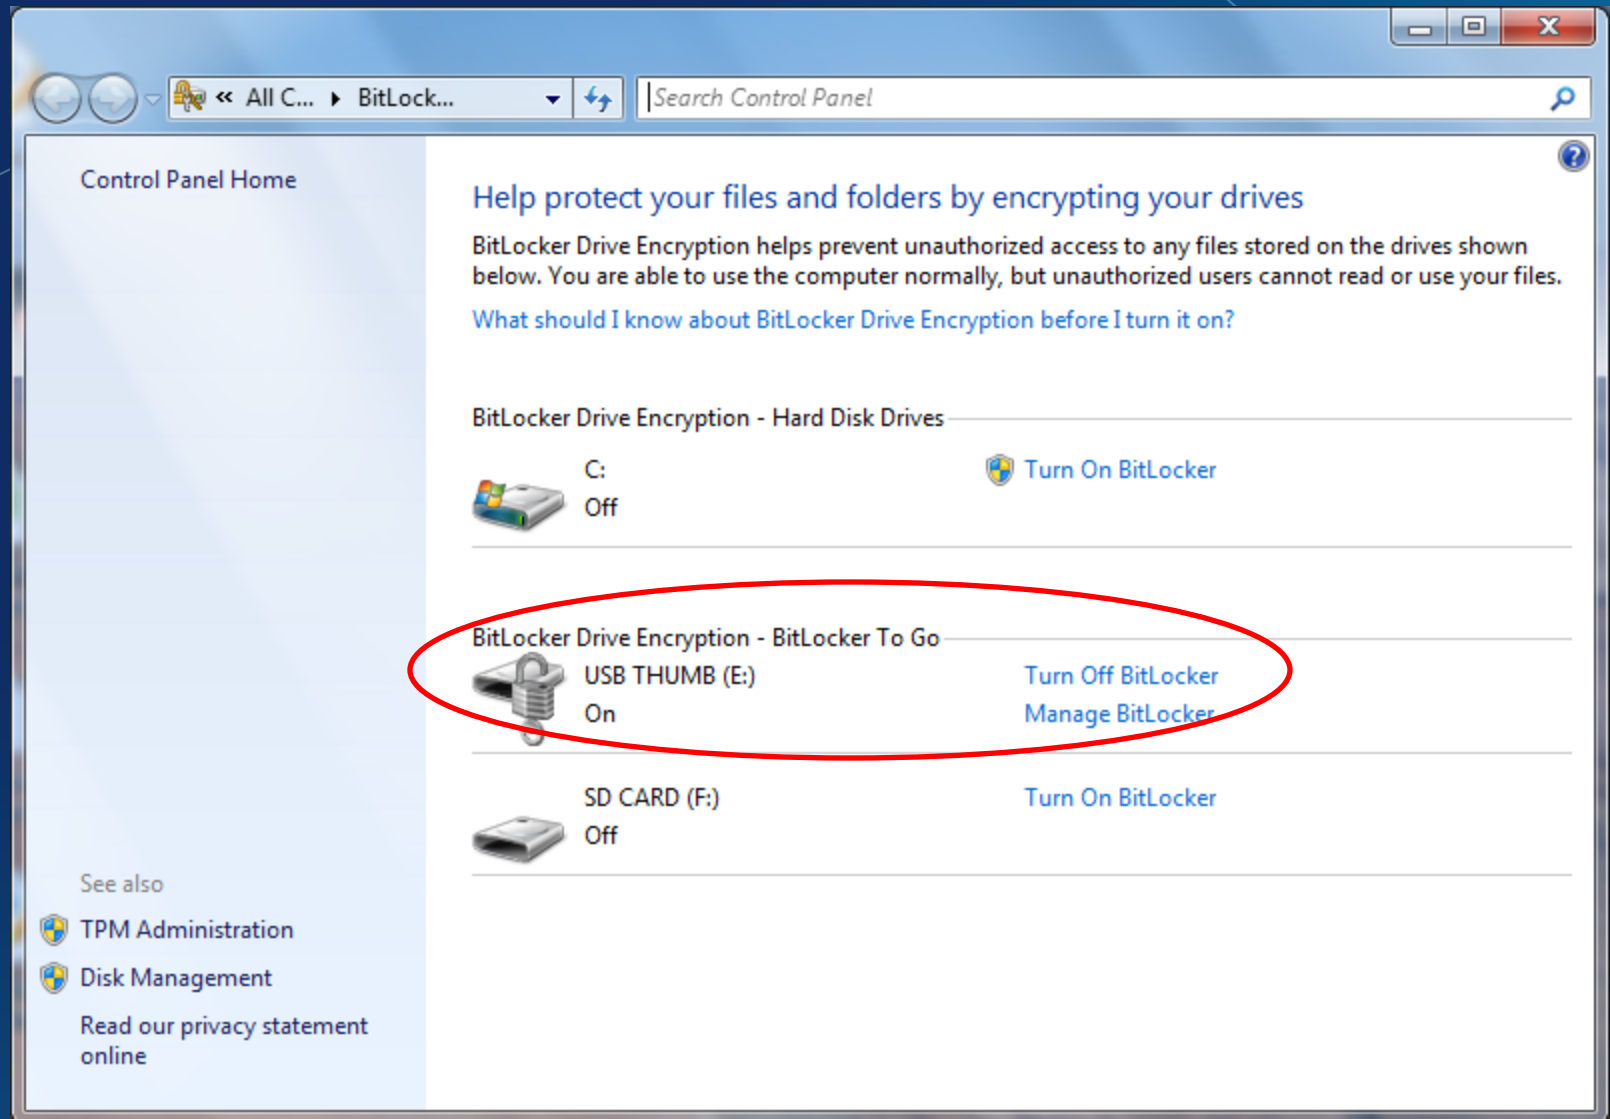 « All C... ▸ BitLock...
Search Control Panel
Control Panel Home
Help protect your files and folders by encrypting your drives
BitLocker Drive Encryption helps prevent unauthorized access to any files stored on the drives shown
below. You are able to use the computer normally, but unauthorized users cannot read or use your files.
What should I know about BitLocker Drive Encryption before I turn it on?
BitLocker Drive Encryption - Hard Disk Drives
C:
Turn On BitLocker
Off
BitLocker Drive Encryption - BitLocker To Go
USB THUMB (E:)
Turn Off BitLocker
On
Manage BitLocker
SD CARD (F:)
Turn On BitLocker
Off
See also
TPM Administration
Disk Management
Read our privacy statement
online